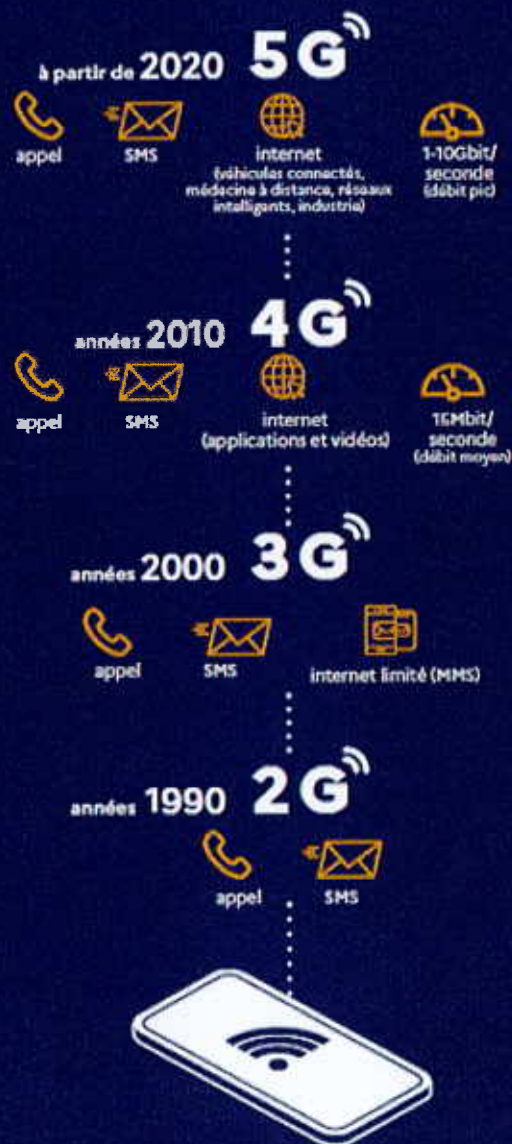 à partir de 2020 5G
appel
SMS
internet
(véhicules connectés,
médecine à distance, réseaux
intelligents, industrie)
1-10Gbit/
seconde
(débit pic)
années 2010 4G
appel
SMS
internet
(applications et vidéos)
15Mbit/
seconde
(débit moyen)
années 2000 3G
appel
SMS
internet limité (MMS)
années 1990 2G
appel
SMS